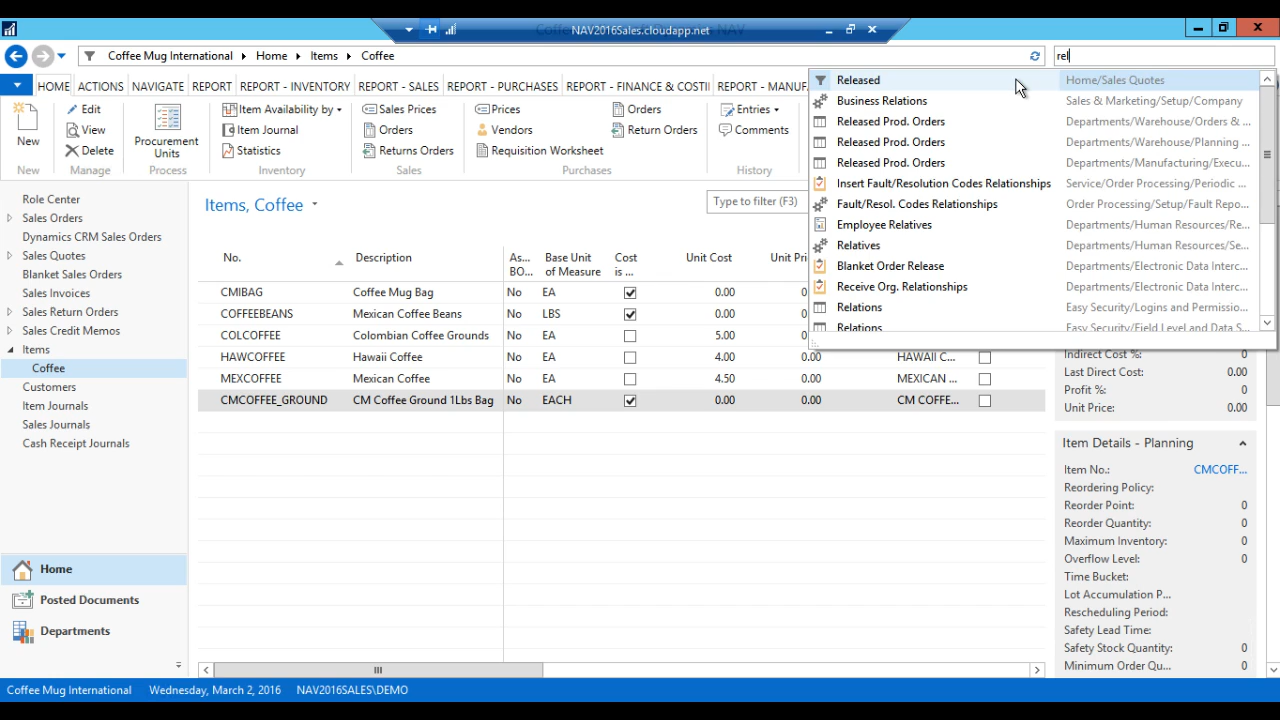 NAV2016Sales.cloudapp.net
Coffee Mug International
Home
Items
Coffee
rel
HOME
ACTIONS
NAVIGATE
REPORT
REPORT - INVENTORY
REPORT - SALES
REPORT - PURCHASES
REPORT - FINANCE & COSTII
REPORT - MANUF
New
New
Edit
View
Delete
Manage
Procurement
Units
Process
Item Availability by
Item Journal
Statistics
Inventory
Sales Prices
Orders
Returns Orders
Sales
Prices
Vendors
Requisition Worksheet
Orders
Return Orders
Purchases
Entries
Comments
History
Released Home/Sales Quotes
Business Relations Sales & Marketing/Setup/Company
Released Prod. Orders Departments/Warehouse/Orders & ...
Released Prod. Orders Departments/Warehouse/Planning ...
Released Prod. Orders Departments/Manufacturing/Execu...
Insert Fault/Resolution Codes Relationships Service/Order Processing/Periodic ...
Fault/Resol. Codes Relationships Order Processing/Setup/Fault Repo...
Employee Relatives Departments/Human Resources/Re...
Relatives Departments/Human Resources/Se...
Blanket Order Release Departments/Electronic Data Interc...
Receive Org. Relationships Departments/Electronic Data Interc...
Relations Easy Security/Logins and Permissio...
Relations Easy Security/Field Level and Data S...
Role Center
Sales Orders
Dynamics CRM Sales Orders
Sales Quotes
Blanket Sales Orders
Sales Invoices
Sales Return Orders
Sales Credit Memos
Items
Coffee
Customers
Item Journals
Sales Journals
Cash Receipt Journals
Home
Posted Documents
Departments
Items, Coffee
Type to filter (F3)
No. Description As... BO... Base Unit of Measure Cost is ... Unit Cost Unit Pri
CMIBAG Coffee Mug Bag No EA 0.00 0.00
COFFEEBEANS Mexican Coffee Beans No LBS 0.00 0.00
COLCOFFEE Colombian Coffee Grounds No EA 5.00 0.00
HAWCOFFEE Hawaii Coffee No EA 4.00 0.00 HAWAII C...
MEXCOFFEE Mexican Coffee No EA 4.50 0.00 MEXICAN ...
CMCOFFEE_GROUND CM Coffee Ground 1Lbs Bag No EACH 0.00 0.00 CM COFFE...
Indirect Cost %: 0
Last Direct Cost: 0.00
Profit %: 0
Unit Price: 0.00
Item Details - Planning
Item No.: CMCOFF...
Reordering Policy:
Reorder Point: 0
Reorder Quantity: 0
Maximum Inventory: 0
Overflow Level: 0
Time Bucket:
Lot Accumulation P...
Rescheduling Period:
Safety Lead Time:
Safety Stock Quantity: 0
Minimum Order Qu... 0
Coffee Mug International Wednesday, March 2, 2016 NAV2016SALES\DEMO